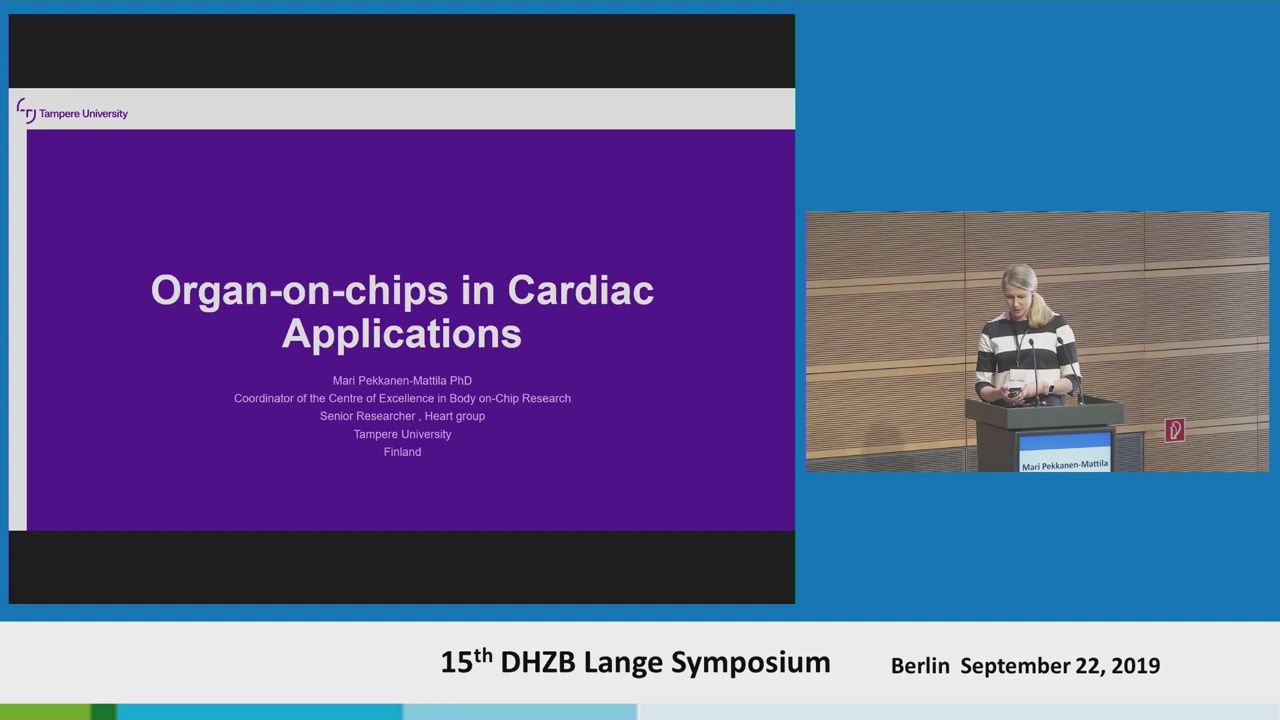 Tampere University
Organ-on-chips in Cardiac
Applications
Mari Pekkanen-Mattila PhD
Coordinator of the Centre of Excellence in Body on-Chip Research
Senior Researcher , Heart group
Tampere University
Finland
Mari Pekkanen-Mattila
15th DHZB Lange Symposium
Berlin September 22, 2019